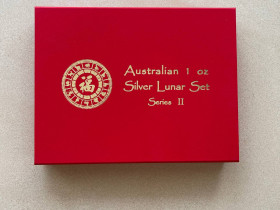 福
Australian 1 oz
Silver Lunar Set
Series II